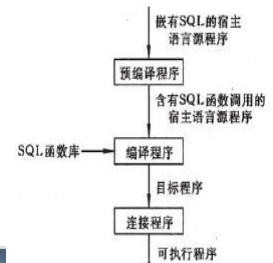 嵌有SQL的宿主
语言源程序
预编译程序
含有SQL函数调用的
宿主语言源程序
SQL函数库
编译程序
目标程序
连接程序
可执行程序